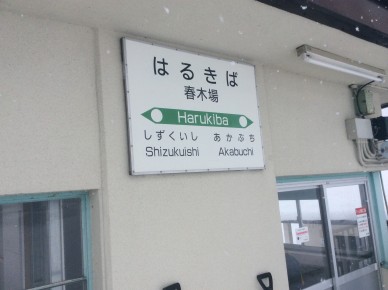 はるきば
春木場
Harukiba
しずくいし あかぶち
Shizukuishi Akabuchi